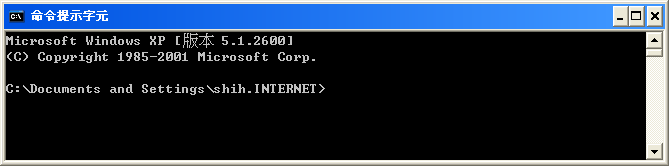 命令提示字元
Microsoft Windows XP [版本 5.1.2600]
(C) Copyright 1985-2001 Microsoft Corp.
C:\Documents and Settings\shih.INTERNET>